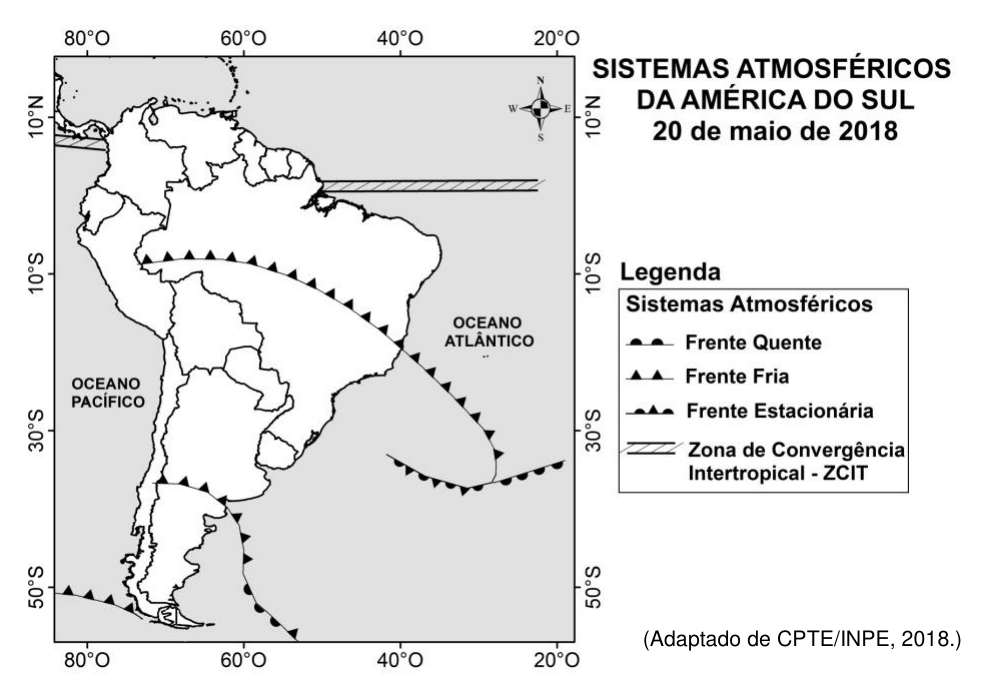 80°O 60°O 40°O 20°O
SISTEMAS ATMOSFÉRICOS
DA AMÉRICA DO SUL
20 de maio de 2018
N
W E
S
10°N 10°N
10°S 10°S
30°S 30°S
50°S 50°S
OCEANO
ATLÂNTICO
OCEANO
PACÍFICO
Legenda
Sistemas Atmosféricos
Frente Quente
Frente Fria
Frente Estacionária
Zona de Convergência
Intertropical - ZCIT
(Adaptado de CPTE/INPE, 2018.)
80°O 60°O 40°O 20°O